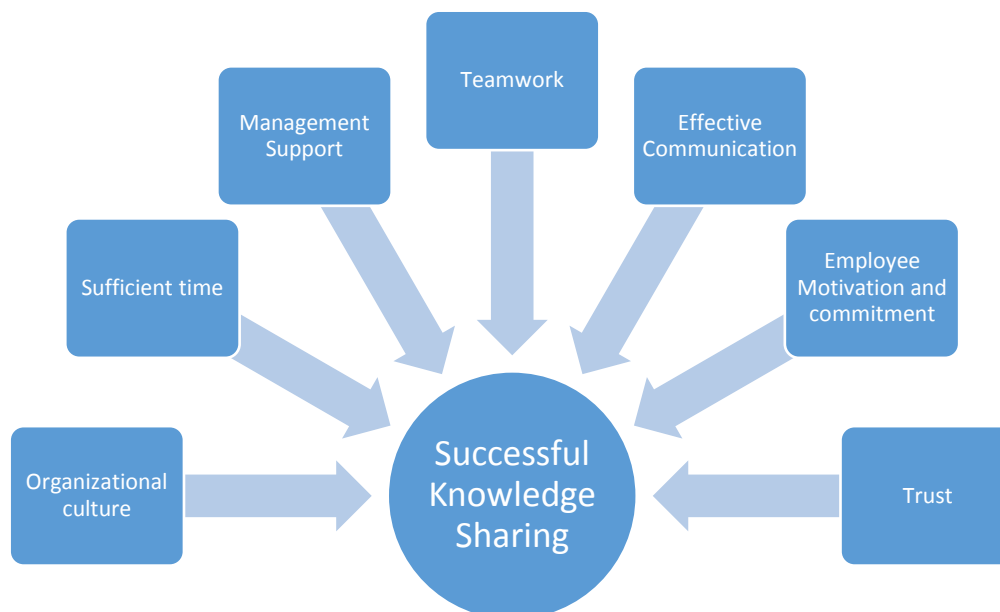 Teamwork
Management
Support
Effective
Communication
Sufficient time
Employee
Motivation and
commitment
Organizational
culture
Successful
Knowledge
Sharing
Trust